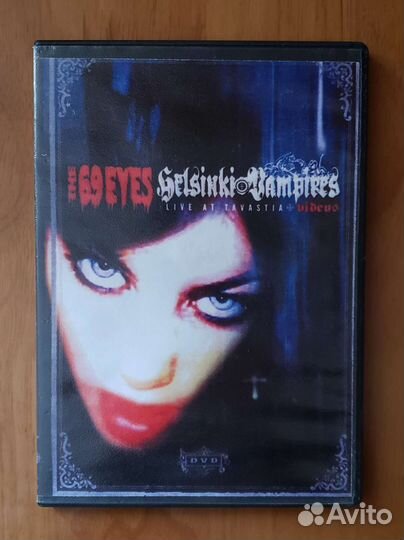 THE 69 EYES Helsinki Vampires
LIVE AT TAVASTIA + videos
DVD
Avito